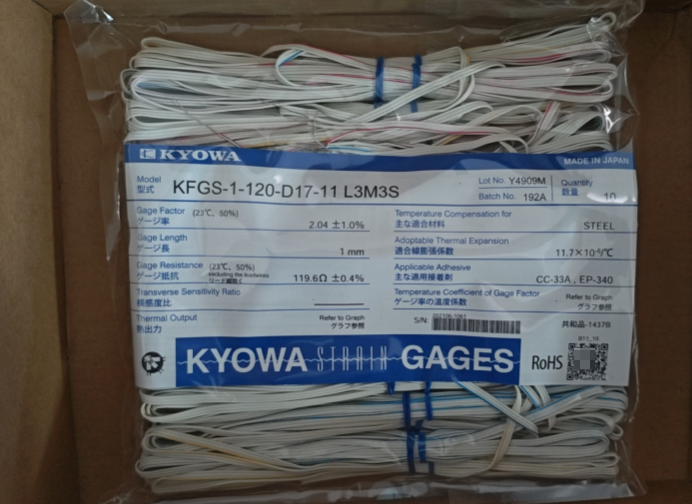 KYOWA
MADE IN JAPAN
Model
型式
KFGS-1-120-D17-11 L3M3S
Lot No. Y4909M
Batch No. 192A
Quantity
数量
10
Gage Factor (23℃, 50%)
ゲージ率
2.04 ±1.0%
Gage Length
ゲージ長
1 mm
Gage Resistance (23℃, 50%)
ゲージ抵抗
119.6Ω ±0.4%
Transverse Sensitivity Ratio
横感度比
Thermal Output
熱出力
Refer to Graph
グラフ参照
Temperature Compensation for
主な適合材料
STEEL
Adoptable Thermal Expansion
適合線膨張係数
Applicable Adhesive
主な適用接着剤
CC-33A , EP-340
Temperature Coefficient of Gage Factor
ゲージ率の温度係数
Refer to Graph
グラフ参照
S/N:
共和品-1437B
KYOWA STRAIN GAGES
RoHS